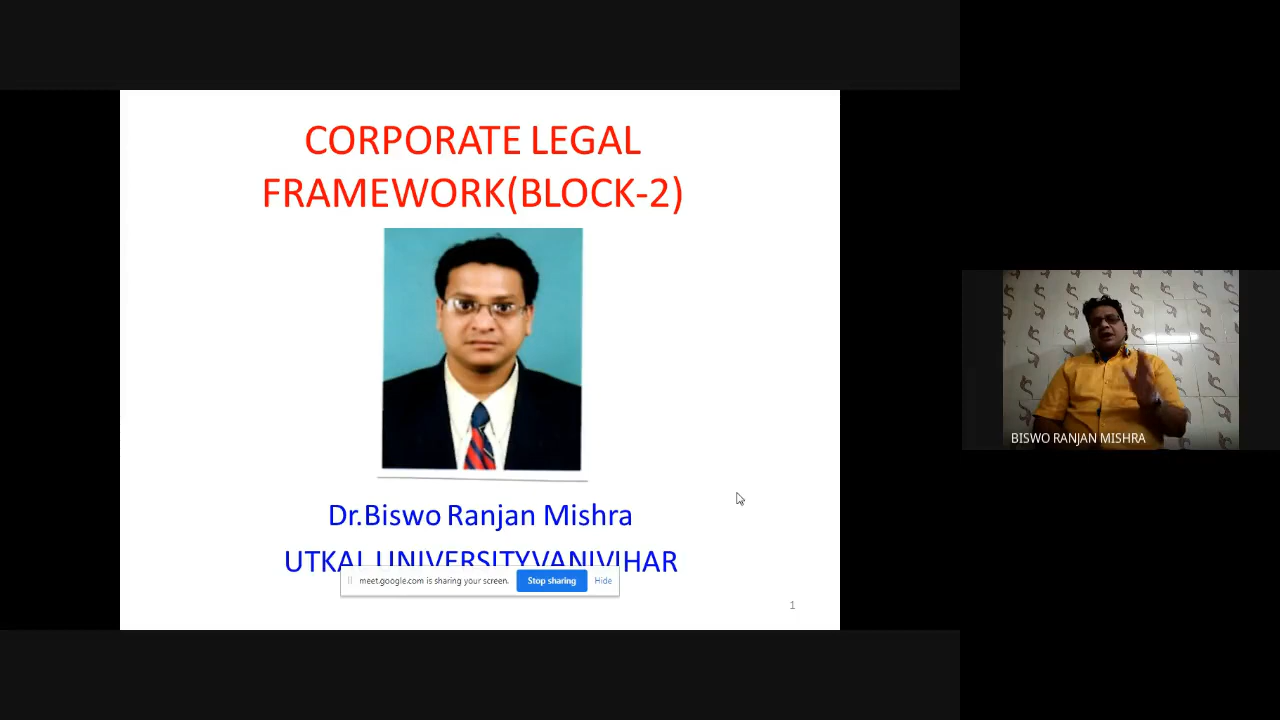 CORPORATE LEGAL
FRAMEWORK(BLOCK-2)
Dr.Biswo Ranjan Mishra
UTKAL UNIVERSITYVANIVIHAR
meet.google.com is sharing your screen.
Stop sharing
Hide
1
BISWO RANJAN MISHRA